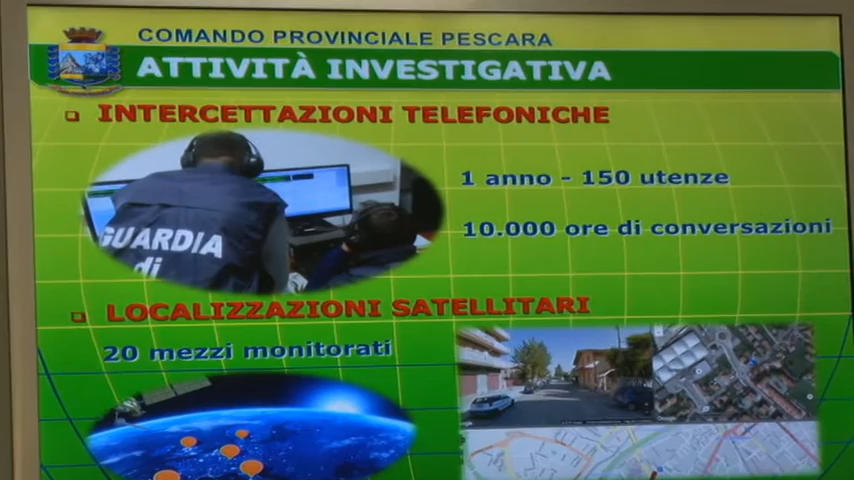 COMANDO PROVINCIALE PESCARA
ATTIVITÀ INVESTIGATIVA
INTERCETTAZIONI TELEFONICHE
1 anno - 150 utenze
10.000 ore di conversazioni
GUARDIA
di
LOCALIZZAZIONI SATELLITARI
20 mezzi monitorati